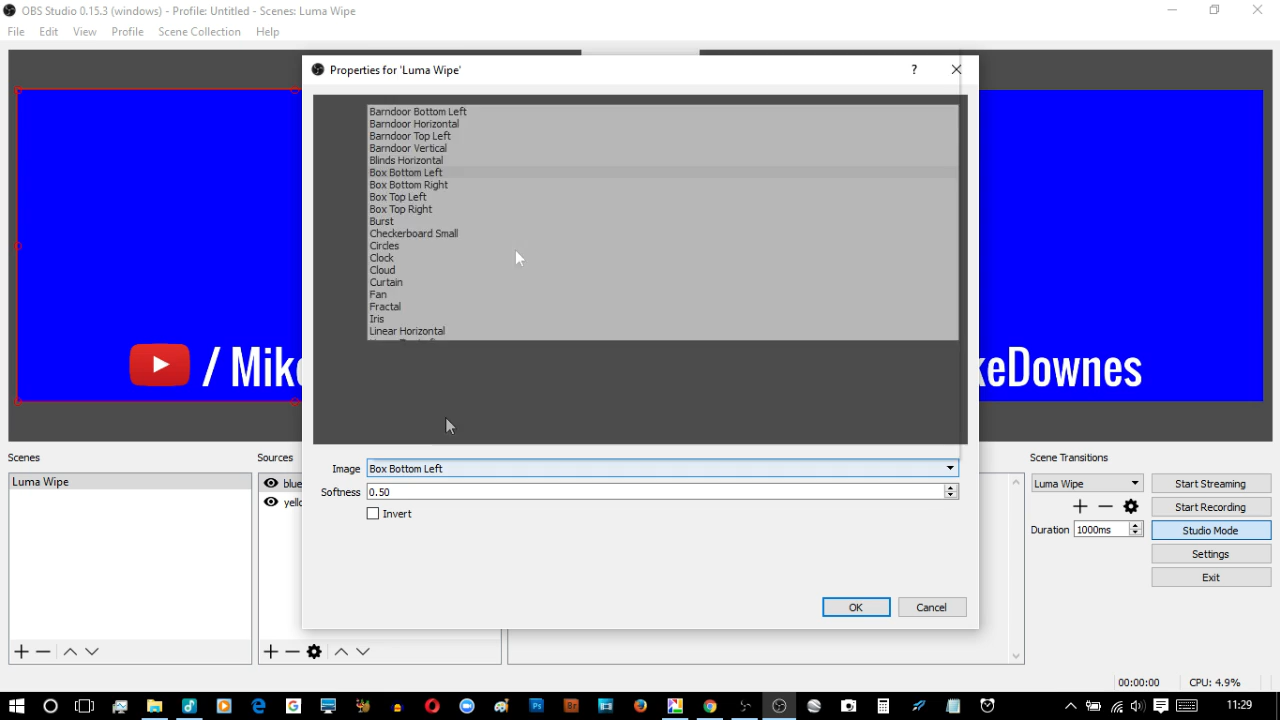 OBS Studio 0.15.3 (windows) - Profile: Untitled - Scenes: Luma Wipe
File Edit View Profile Scene Collection Help
Properties for 'Luma Wipe'
?
Barndoor Bottom Left
Barndoor Horizontal
Barndoor Top Left
Barndoor Vertical
Blinds Horizontal
Box Bottom Left
Box Bottom Right
Box Top Left
Box Top Right
Burst
Checkerboard Small
Circles
Clock
Cloud
Curtain
Fan
Fractal
Iris
Linear Horizontal
/ Mike
keDownes
Image Box Bottom Left
Softness 0.50
Invert
OK Cancel
Scenes
Luma Wipe
Sources
blue
yello
Scene Transitions
Luma Wipe
Duration 1000ms
Start Streaming
Start Recording
Studio Mode
Settings
Exit
00:00:00 CPU: 4.9%
11:29